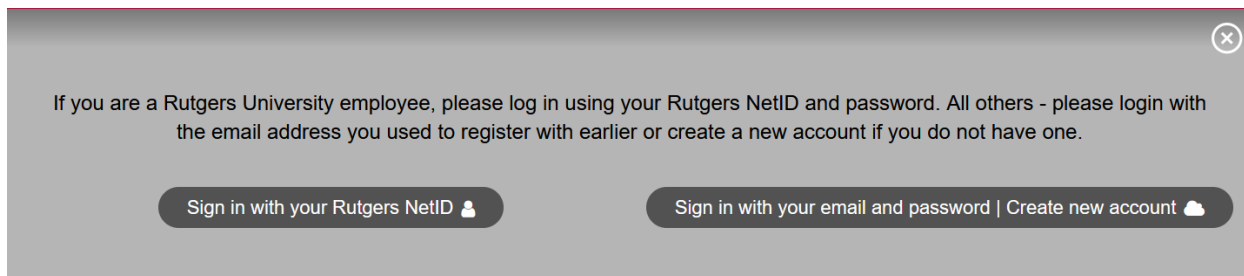 If you are a Rutgers University employee, please log in using your Rutgers NetID and password. All others - please login with
the email address you used to register with earlier or create a new account if you do not have one.
Sign in with your Rutgers NetID
Sign in with your email and password | Create new account